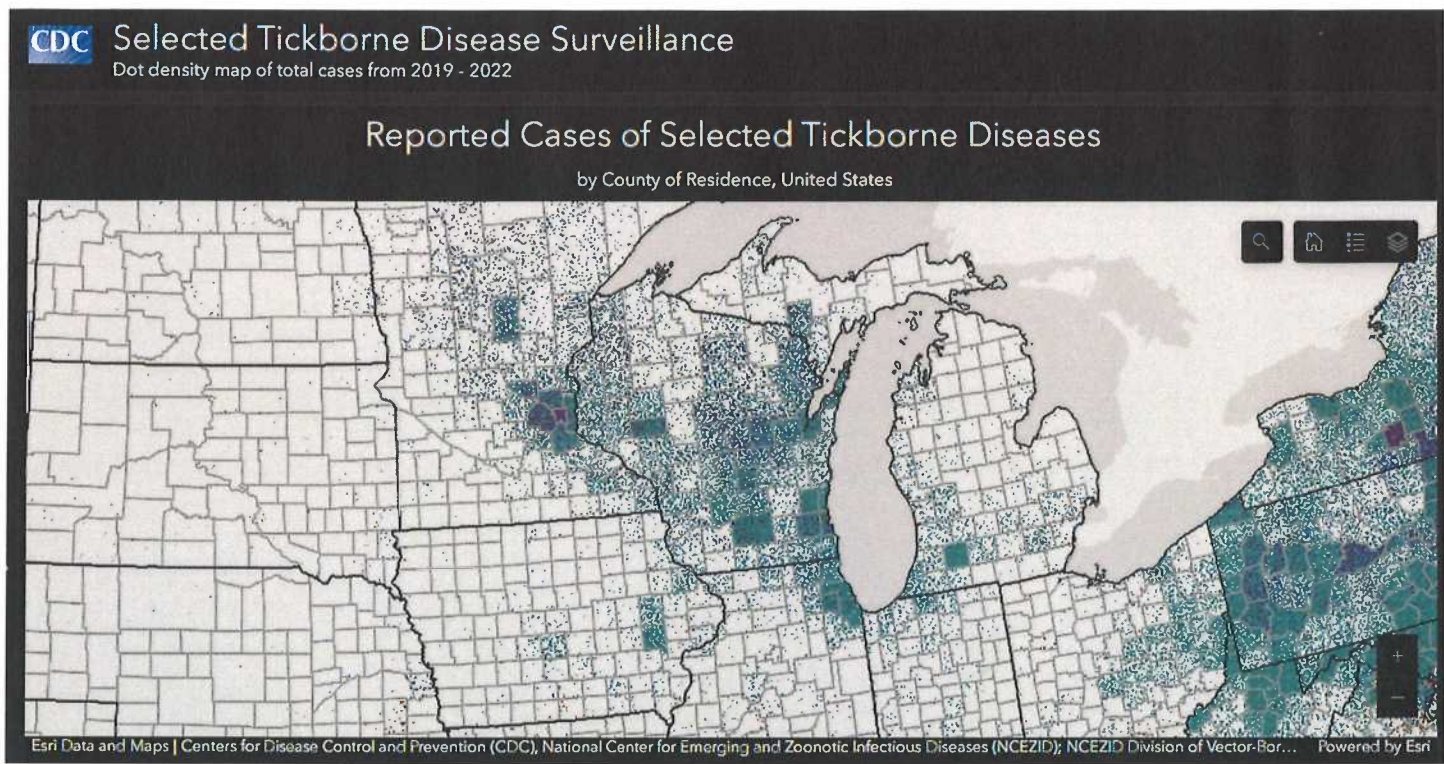 CDC
Selected Tickborne Disease Surveillance
Dot density map of total cases from 2019 - 2022
Reported Cases of Selected Tickborne Diseases
by County of Residence, United States
+
−
Esri Data and Maps | Centers for Disease Control and Prevention (CDC), National Center for Emerging and Zoonotic Infectious Diseases (NCEZID); NCEZID Division of Vector-Bor... Powered by Esri